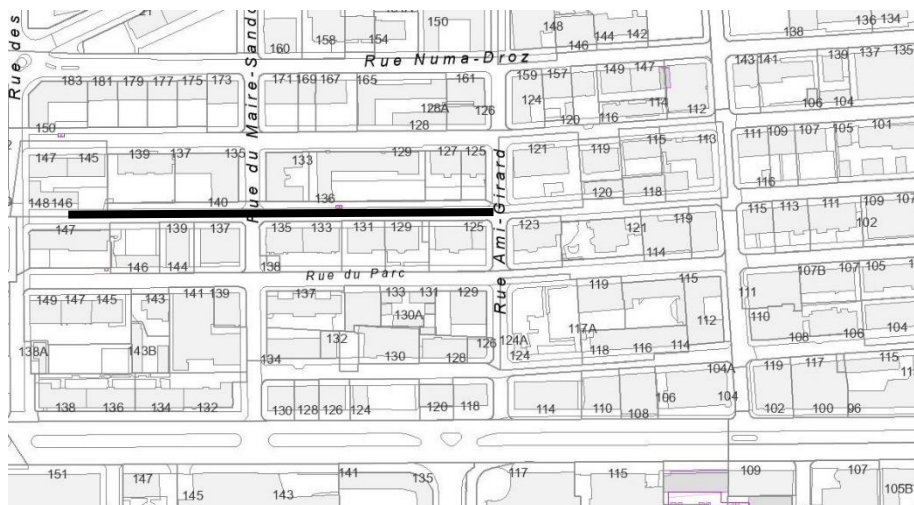 121
134A
150
148
136
134
158
154
144
142
138
160
146
Rue des
Rue du Maire-Sando
Rue Numa-Droz
183 181 179 177 175 173
171 169 167 165 161
159 157 149 147
143 141 139 137 135
128A 126
124 114 112
106 104
150
128
120 116
147 145 139 137 135
133 129 127 125
121 119 115 113
111 109 107 105 101
116
148 146 140
136
120 118
Rue Ami-Girard
147 139 137
135 133 131 129 125
123 121 119
115 113 111 109 107
102
146 144
138
114
Rue du Parc
149 147 145 143 141 139
137 133 131 129
119 115
107B 107 105
111
130A
110
117A 112
138A 143B
134 132 130 128 126
124A
124
118 116 114
108 106 104
104A
119 117 115
138 136 134 132
130 128 126 124 120 118
114 110 108 106 104
102 100 96
151 147 145 143 141 135
117 115 109 107
105B